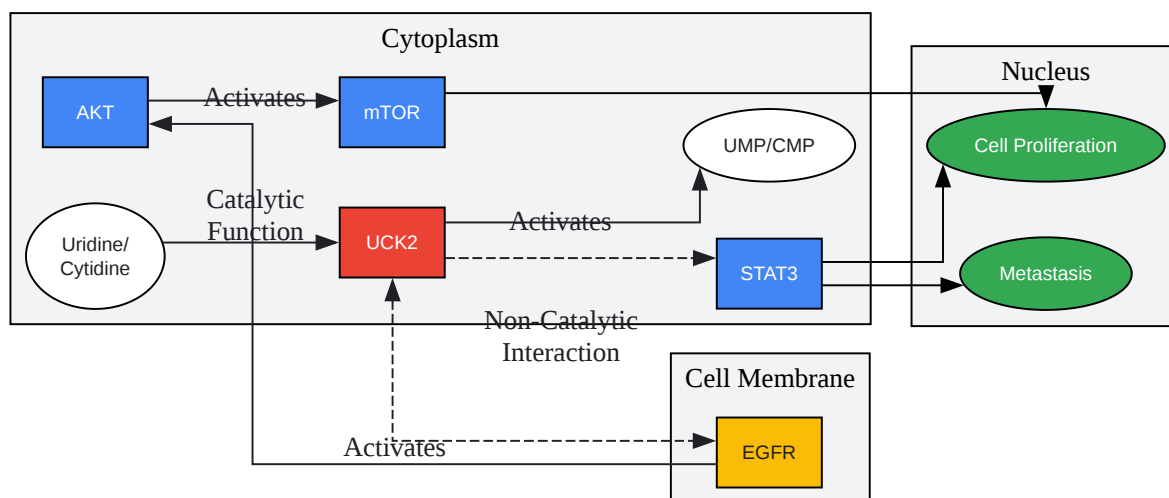 Cytoplasm
Nucleus
AKT
Activates
mTOR
UMP/CMP
Cell Proliferation
Catalytic
Function
Uridine/
Cytidine
UCK2
Activates
STAT3
Metastasis
Non-Catalytic
Interaction
Cell Membrane
Activates
EGFR